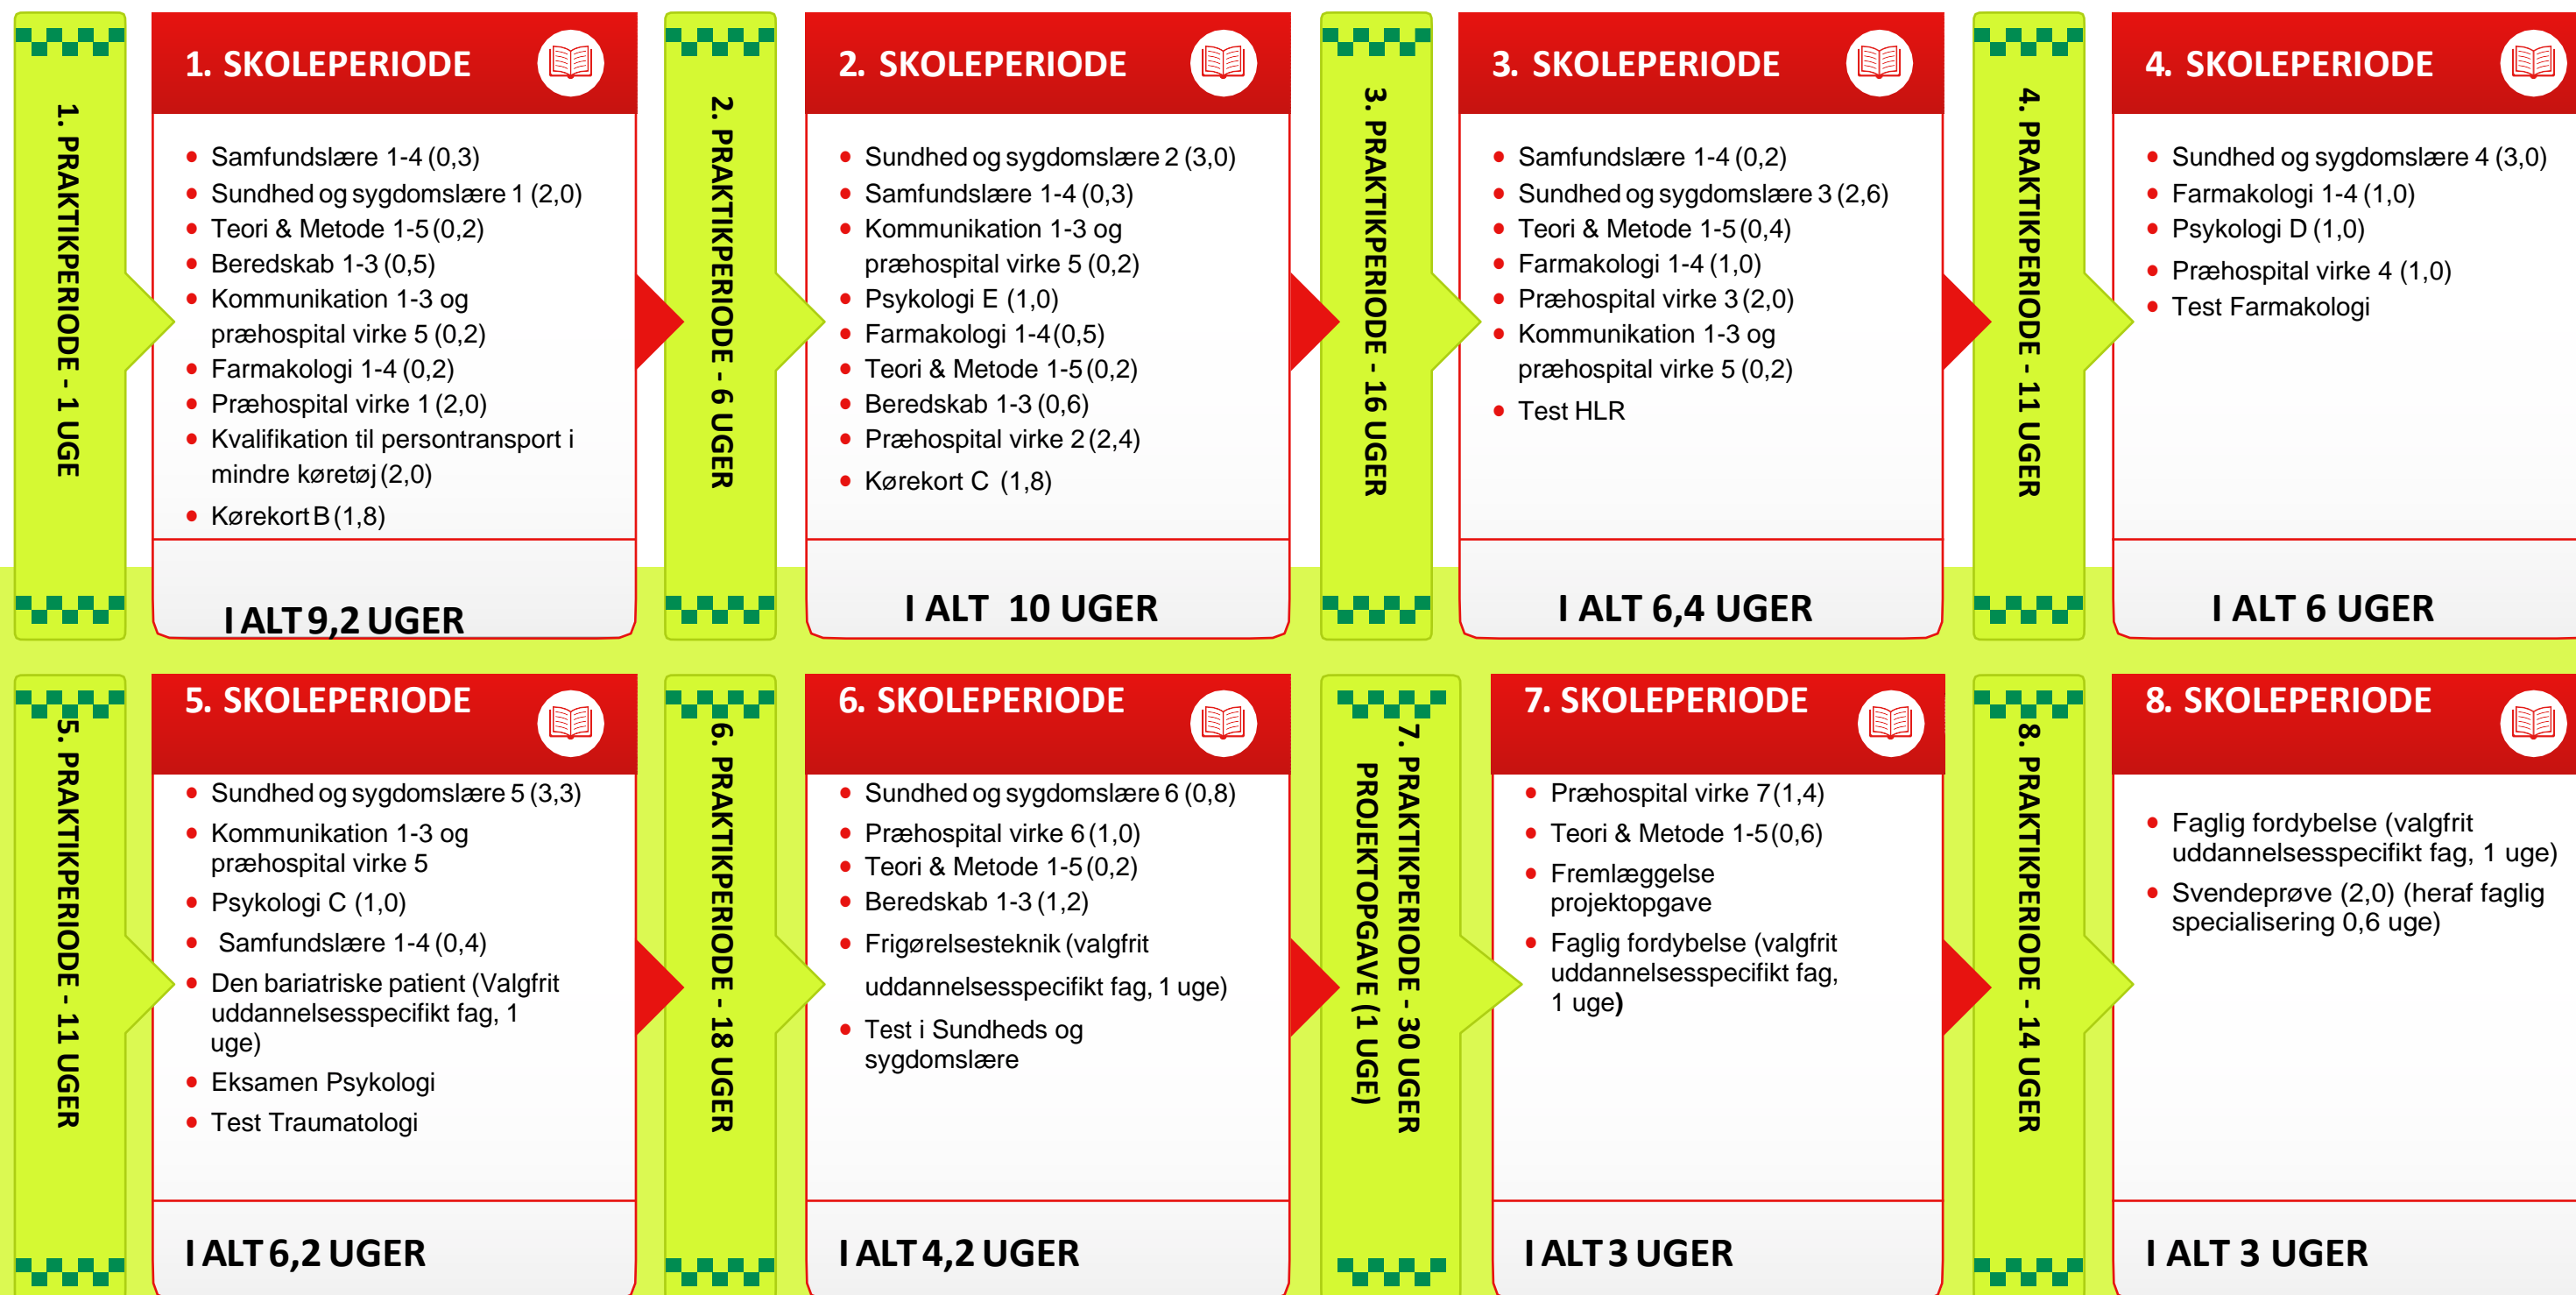 1. PRAKTIKPERIODE - 1 UGE
1. SKOLEPERIODE
• Samfundslære 1-4 (0,3)
• Sundhed og sygdomslære 1 (2,0)
• Teori & Metode 1-5 (0,2)
• Beredskab 1-3 (0,5)
• Kommunikation 1-3 og
præhospital virke 5 (0,2)
• Farmakologi 1-4 (0,2)
• Præhospital virke 1 (2,0)
• Kvalifikation til persontransport i
mindre køretøj (2,0)
• Kørekort B (1,8)
I ALT 9,2 UGER
2. PRAKTIKPERIODE - 6 UGER
2. SKOLEPERIODE
• Sundhed og sygdomslære 2 (3,0)
• Samfundslære 1-4 (0,3)
• Kommunikation 1-3 og
præhospital virke 5 (0,2)
• Psykologi E (1,0)
• Farmakologi 1-4 (0,5)
• Teori & Metode 1-5 (0,2)
• Beredskab 1-3 (0,6)
• Præhospital virke 2 (2,4)
• Kørekort C (1,8)
I ALT 10 UGER
3. PRAKTIKPERIODE - 16 UGER
3. SKOLEPERIODE
• Samfundslære 1-4 (0,2)
• Sundhed og sygdomslære 3 (2,6)
• Teori & Metode 1-5 (0,4)
• Farmakologi 1-4 (1,0)
• Præhospital virke 3 (2,0)
• Kommunikation 1-3 og
præhospital virke 5 (0,2)
• Test HLR
I ALT 6,4 UGER
4. PRAKTIKPERIODE - 11 UGER
4. SKOLEPERIODE
• Sundhed og sygdomslære 4 (3,0)
• Farmakologi 1-4 (1,0)
• Psykologi D (1,0)
• Præhospital virke 4 (1,0)
• Test Farmakologi
I ALT 6 UGER
5. PRAKTIKPERIODE - 11 UGER
5. SKOLEPERIODE
• Sundhed og sygdomslære 5 (3,3)
• Kommunikation 1-3 og
præhospital virke 5
• Psykologi C (1,0)
• Samfundslære 1-4 (0,4)
• Den bariatriske patient (Valgfrit
uddannelsesspecifikt fag, 1
uge)
• Eksamen Psykologi
• Test Traumatologi
I ALT 6,2 UGER
6. PRAKTIKPERIODE - 18 UGER
6. SKOLEPERIODE
• Sundhed og sygdomslære 6 (0,8)
• Præhospital virke 6 (1,0)
• Teori & Metode 1-5 (0,2)
• Beredskab 1-3 (1,2)
• Frigørelsesteknik (valgfrit
uddannelsesspecifikt fag, 1 uge)
• Test i Sundheds og
sygdomslære
I ALT 4,2 UGER
7. PRAKTIKPERIODE - 30 UGER
PROJEKTOPGAVE (1 UGE)
7. SKOLEPERIODE
• Præhospital virke 7 (1,4)
• Teori & Metode 1-5 (0,6)
• Fremlæggelse
projektopgave
• Faglig fordybelse (valgfrit
uddannelsesspecifikt fag,
1 uge)
I ALT 3 UGER
8. PRAKTIKPERIODE - 14 UGER
8. SKOLEPERIODE
• Faglig fordybelse (valgfrit
uddannelsesspecifikt fag, 1 uge)
• Svendeprøve (2,0) (heraf faglig
specialisering 0,6 uge)
I ALT 3 UGER